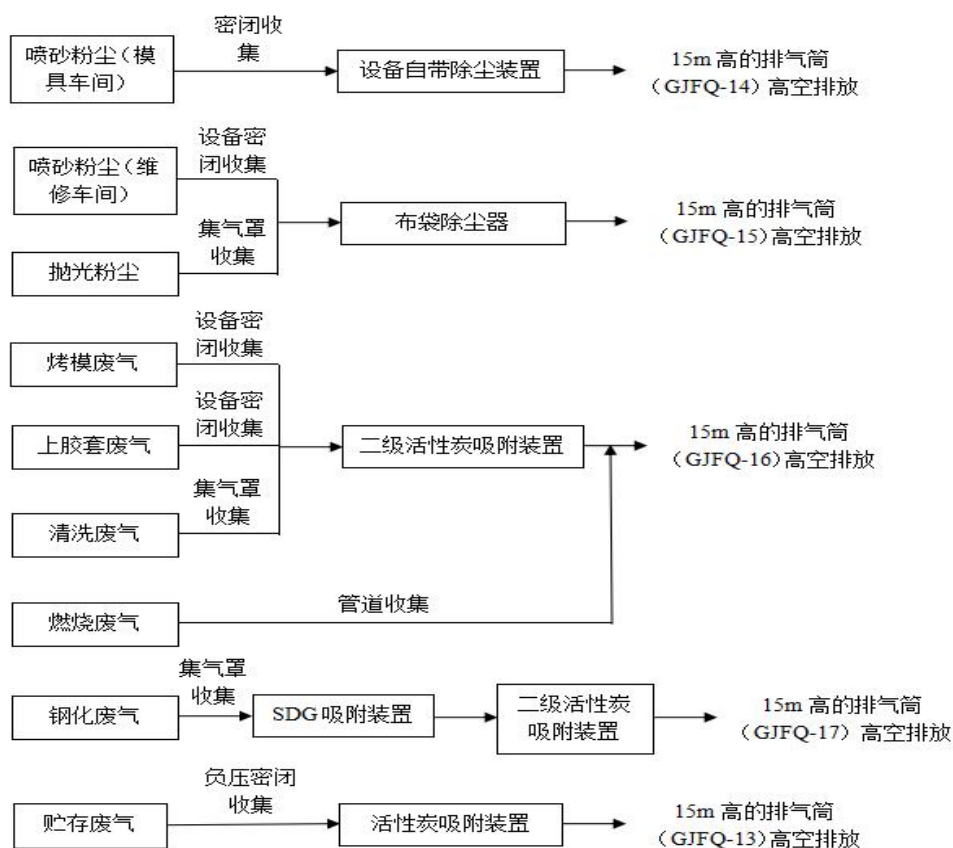 密闭收
集
喷砂粉尘（模
具车间）
设备自带除尘装置
15m 高的排气筒
（GJFQ-14）高空排放
设备密
闭收集
喷砂粉尘（维
修车间）
集气罩
收集
抛光粉尘
布袋除尘器
15m 高的排气筒
（GJFQ-15）高空排放
设备密
闭收集
烤模废气
设备密
闭收集
上胶套废气
集气罩
收集
清洗废气
二级活性炭吸附装置
15m 高的排气筒
（GJFQ-16）高空排放
燃烧废气
管道收集
集气罩
收集
钢化废气
SDG 吸附装置
二级活性炭
吸附装置
15m 高的排气筒
（GJFQ-17）高空排放
负压密闭
收集
贮存废气
活性炭吸附装置
15m 高的排气筒
（GJFQ-13）高空排放